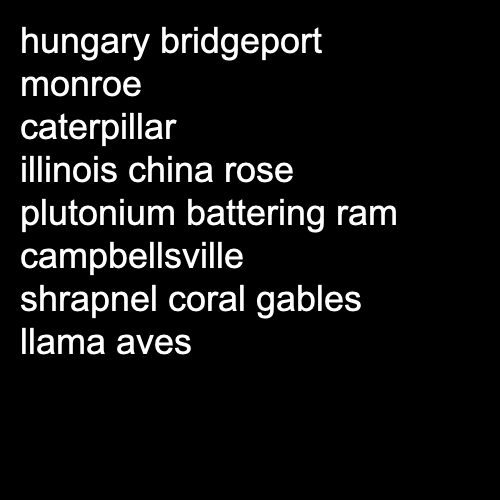 hungary bridgeport
monroe
caterpillar
illinois china rose
plutonium battering ram
campbellsville
shrapnel coral gables
llama aves